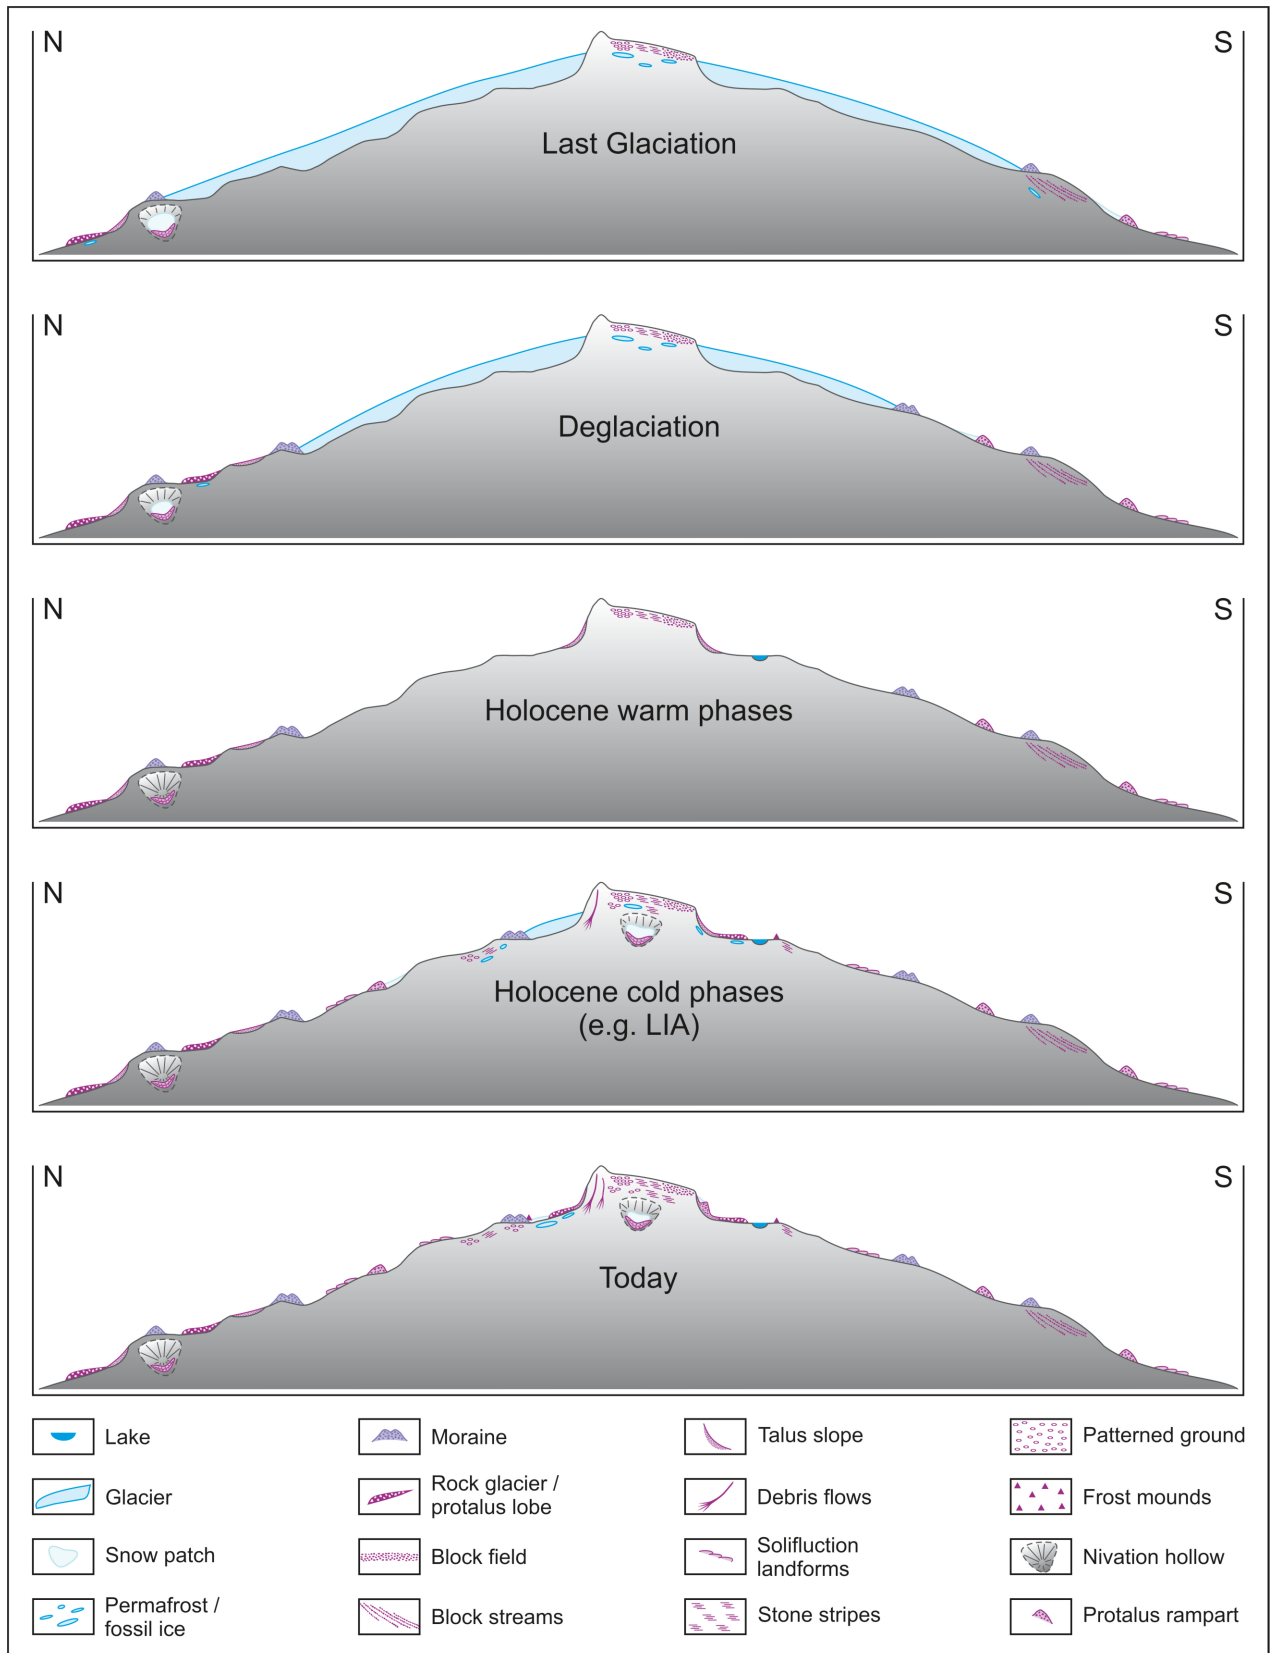 N
S
Last Glaciation
N
S
Deglaciation
N
S
Holocene warm phases
N
S
Holocene cold phases
(e.g. LIA)
N
S
Today
Lake
Moraine
Talus slope
Patterned ground
Glacier
Rock glacier /
protalus lobe
Debris flows
Frost mounds
Snow patch
Block field
Solifluction
landforms
Nivation hollow
Permafrost /
fossil ice
Block streams
Stone stripes
Protalus rampart